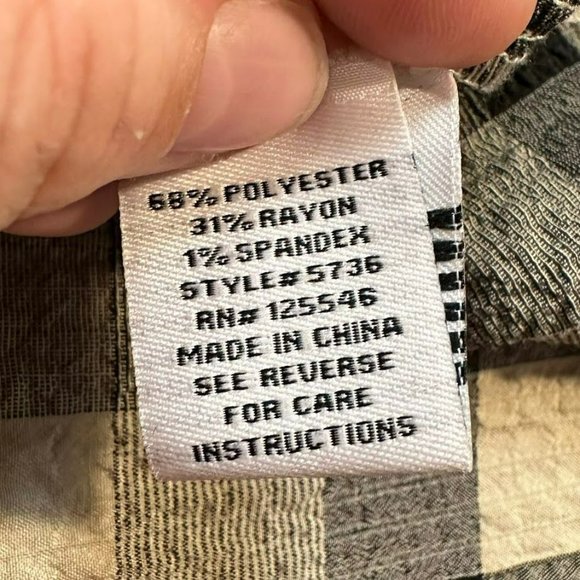 68% POLYESTER
31% RAYON
1% SPANDEX
STYLE# 5736
RN# 125546
MADE IN CHINA
SEE REVERSE
FOR CARE
INSTRUCTIONS